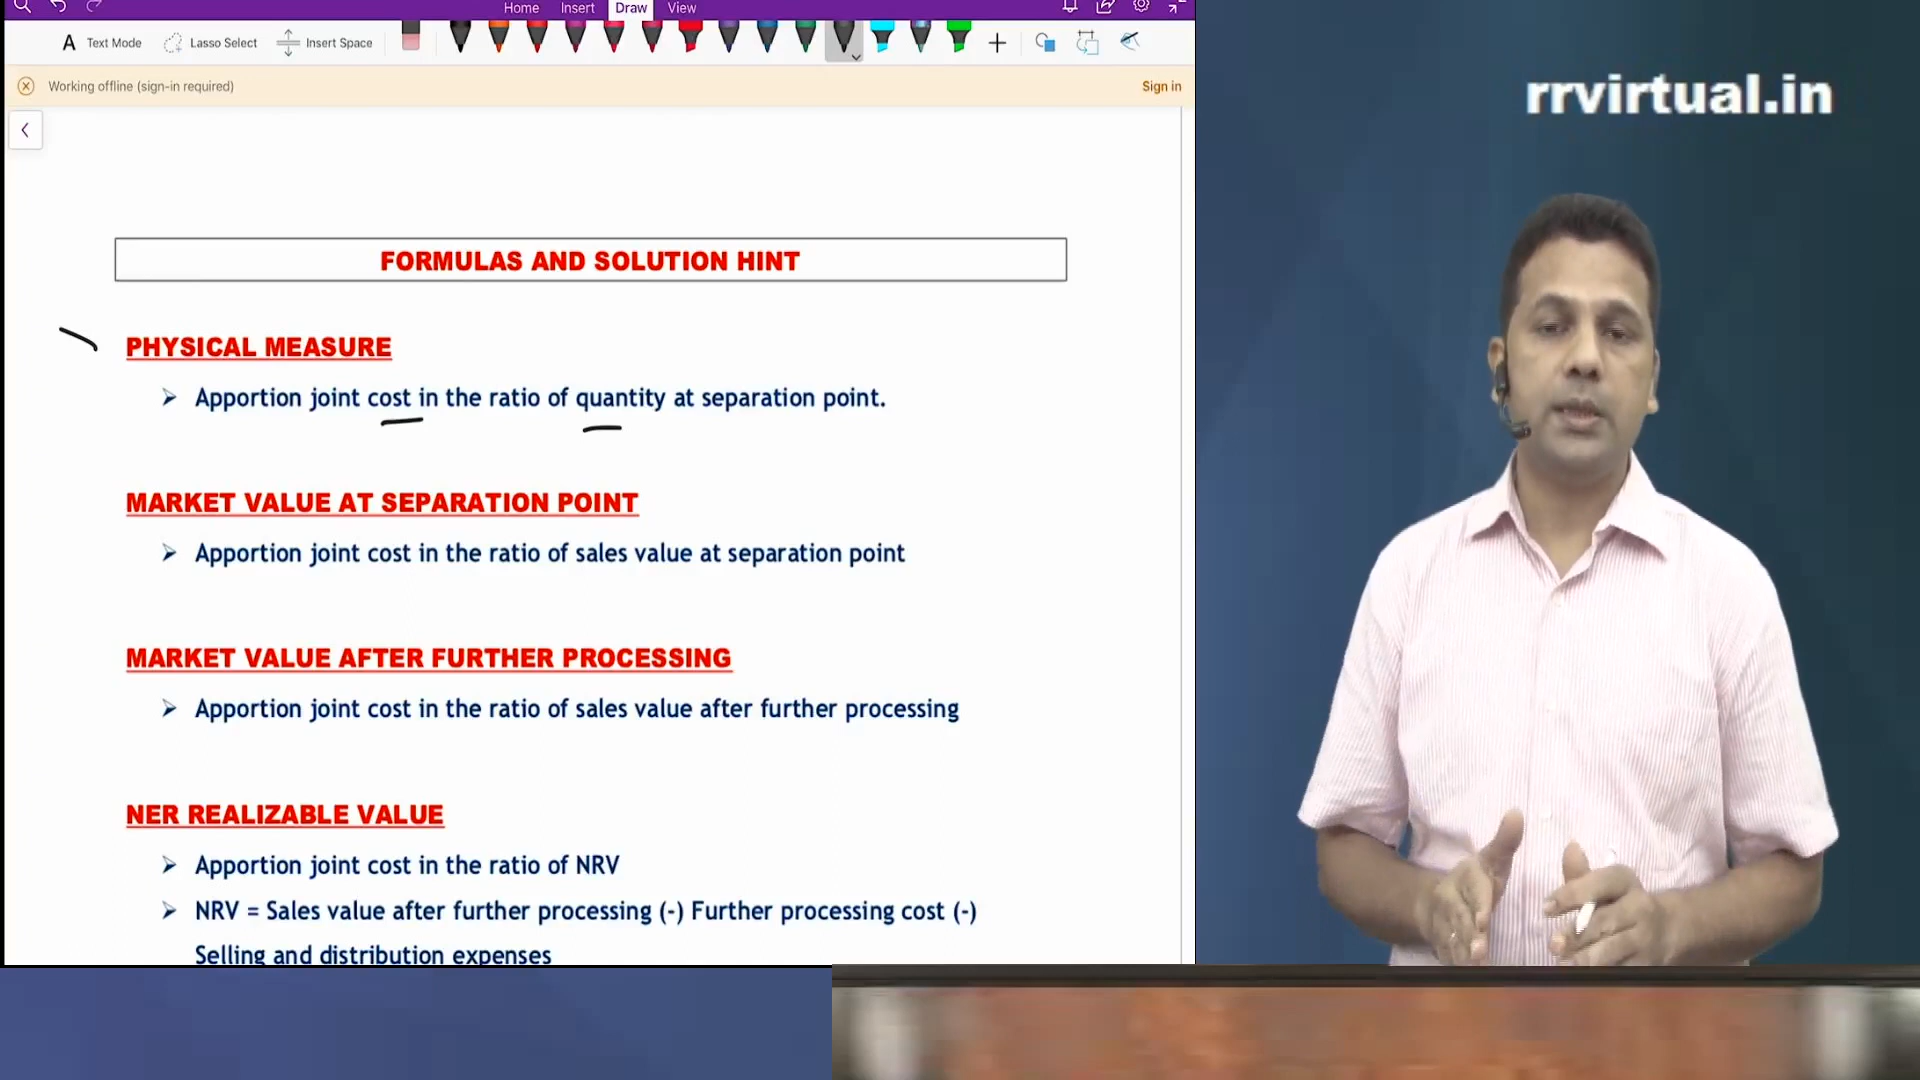 Home Insert Draw View
A Text Mode Lasso Select Insert Space
Working offline (sign-in required) Sign in
rrvirtual.in
FORMULAS AND SOLUTION HINT
PHYSICAL MEASURE
Apportion joint cost in the ratio of quantity at separation point.
MARKET VALUE AT SEPARATION POINT
Apportion joint cost in the ratio of sales value at separation point
MARKET VALUE AFTER FURTHER PROCESSING
Apportion joint cost in the ratio of sales value after further processing
NER REALIZABLE VALUE
Apportion joint cost in the ratio of NRV
NRV = Sales value after further processing (-) Further processing cost (-)
Selling and distribution expenses